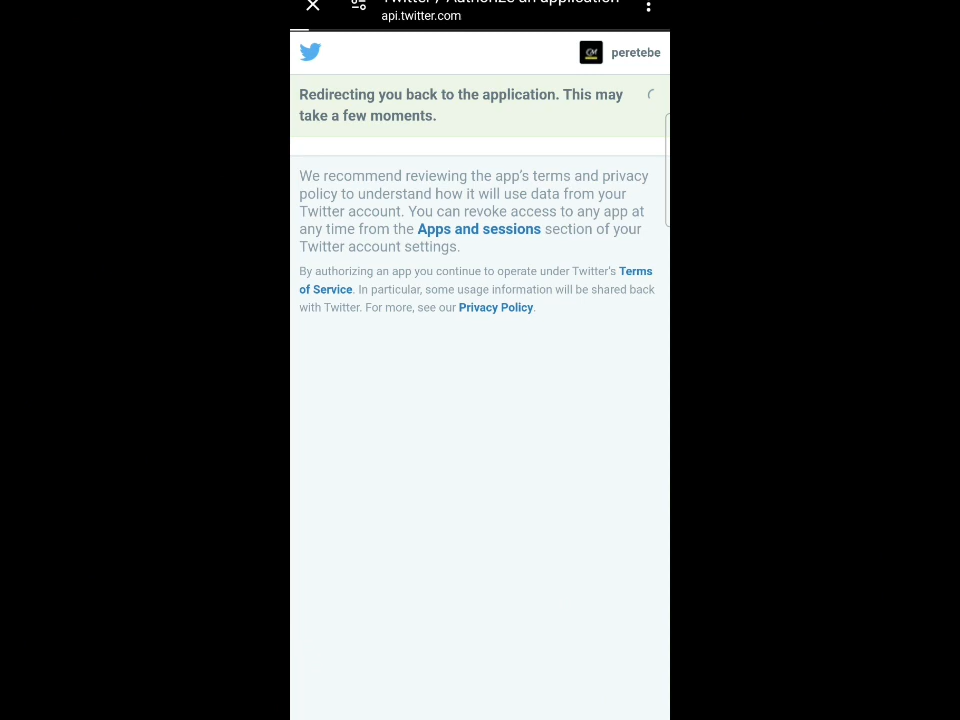 Twitter / Authorize an application
api.twitter.com
peretebe
Redirecting you back to the application. This may
take a few moments.
We recommend reviewing the app's terms and privacy
policy to understand how it will use data from your
Twitter account. You can revoke access to any app at
any time from the Apps and sessions section of your
Twitter account settings.
By authorizing an app you continue to operate under Twitter's Terms
of Service. In particular, some usage information will be shared back
with Twitter. For more, see our Privacy Policy.